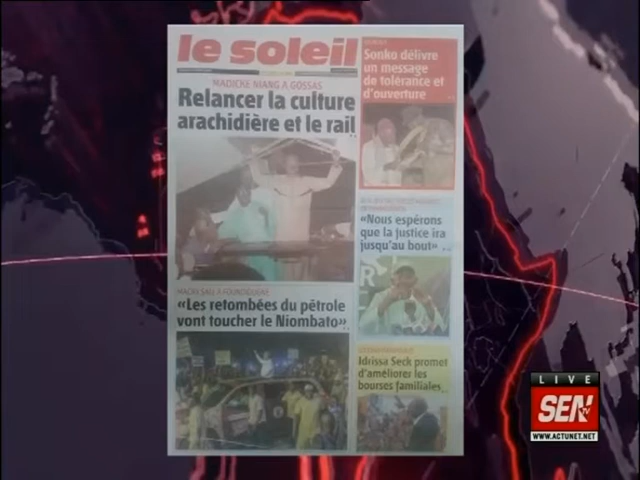 le soleil
MADICKE NIANG A GOSSAS
Relancer la culture
arachidière et le rail
Sonko délivre
un message
de tolérance et
d'ouverture
«Nous espérons
que la justice ira
jusqu'au bout»
MACKY SALL A FOUNDIOUGNE
«Les retombées du pétrole
vont toucher le Niombato»
Idrissa Seck promet
d'améliorer les
bourses familiales
LIVE
SEN TV
WWW.ACTUNET.NET